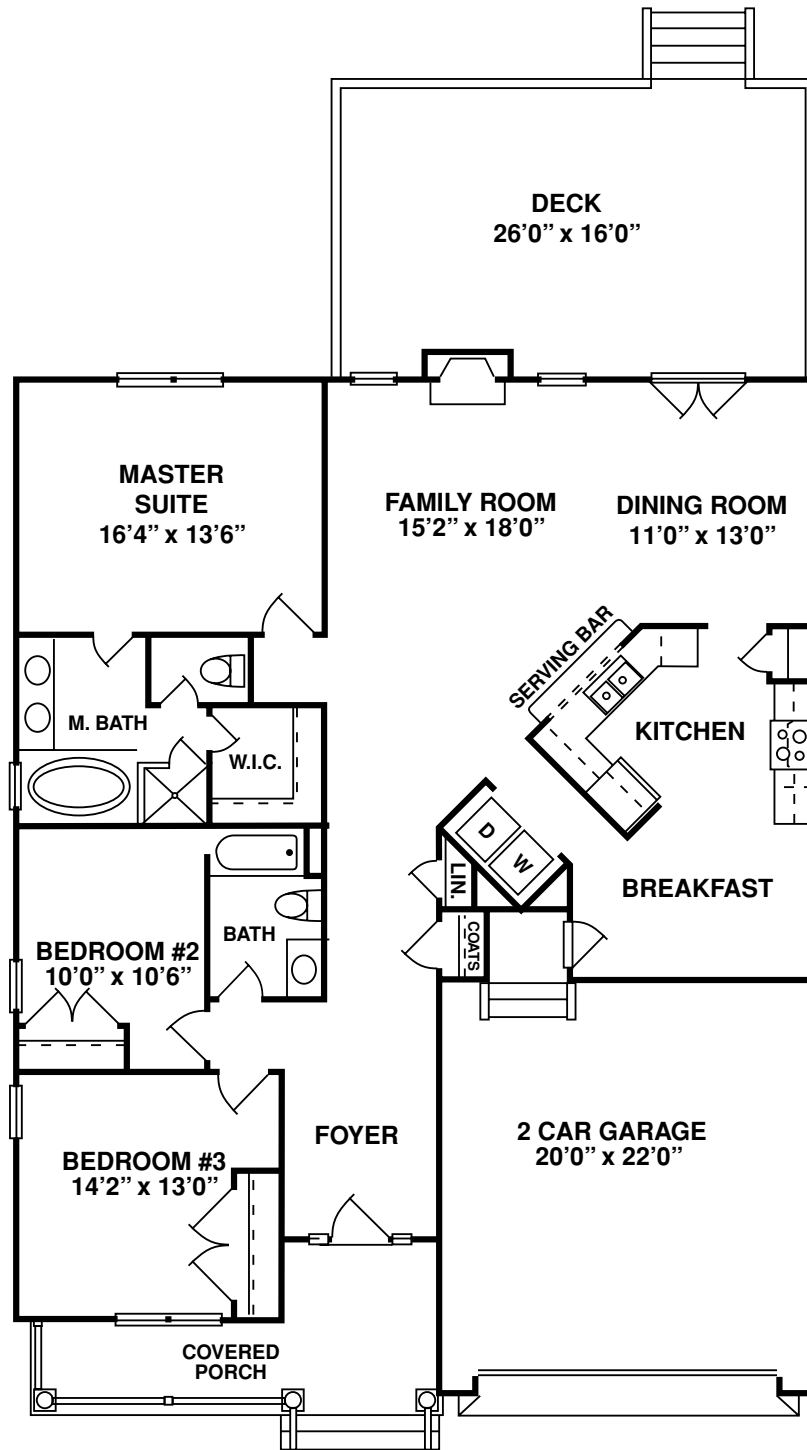 DECK
26’0” x 16’0”
MASTER
SUITE
16’4” x 13’6”
FAMILY ROOM
15’2” x 18’0”
DINING ROOM
11’0” x 13’0”
SERVING BAR
KITCHEN
M. BATH
W.I.C.
D
W
LIN.
BREAKFAST
BATH
COATS
BEDROOM #2
10’0” x 10’6”
FOYER
2 CAR GARAGE
20’0” x 22’0”
BEDROOM #3
14’2” x 13’0”
COVERED
PORCH